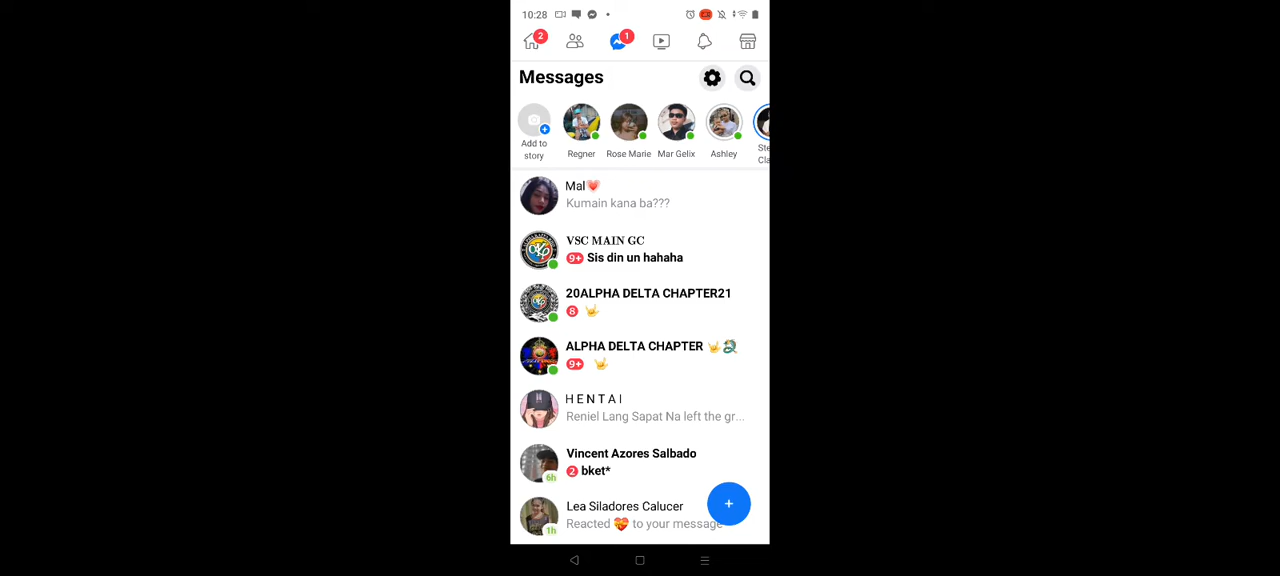 10:28
2
1
Messages
Add to story
Regner
Rose Marie
Mar Gelix
Ashley
Ste
Cla
Mal💗
Kumain kana ba???
VSC MAIN GC
9+ Sis din un hahaha
20ALPHA DELTA CHAPTER21
8 🤟
ALPHA DELTA CHAPTER 🤟🐉
9+ 🤟
H E N T A I
Reniel Lang Sapat Na left the gr...
Vincent Azores Salbado
6h
2 bket*
Lea Siladores Calucer
1h
Reacted 💝 to your message